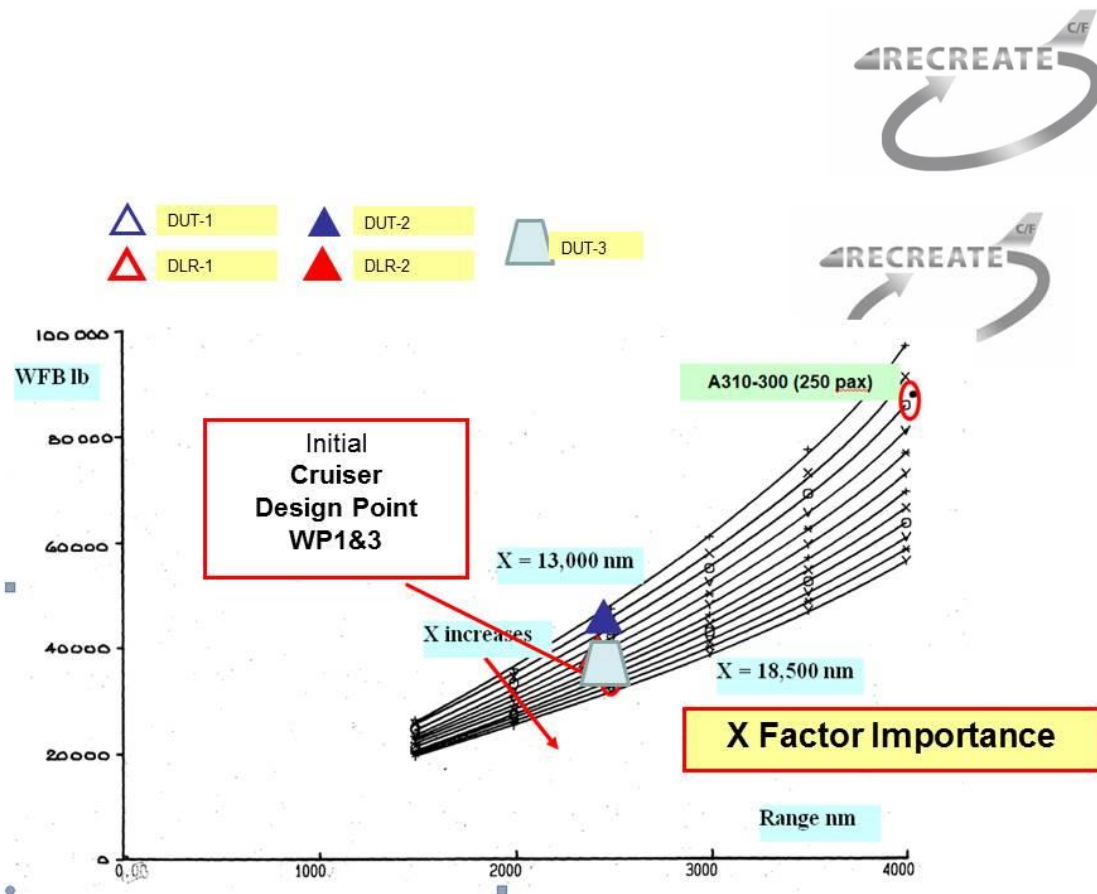 C/F
RECREATE
DUT-1
DUT-2
DUT-3
DLR-1
DLR-2
C/F
RECREATE
100 000
WFB lb
A310-300 (250 pax)
80000
Initial
Cruiser
Design Point
WP1&3
60000
X = 13,000 nm
X increases
40000
X = 18,500 nm
X Factor Importance
20000
Range nm
0
0.00
1000
2000
3000
4000